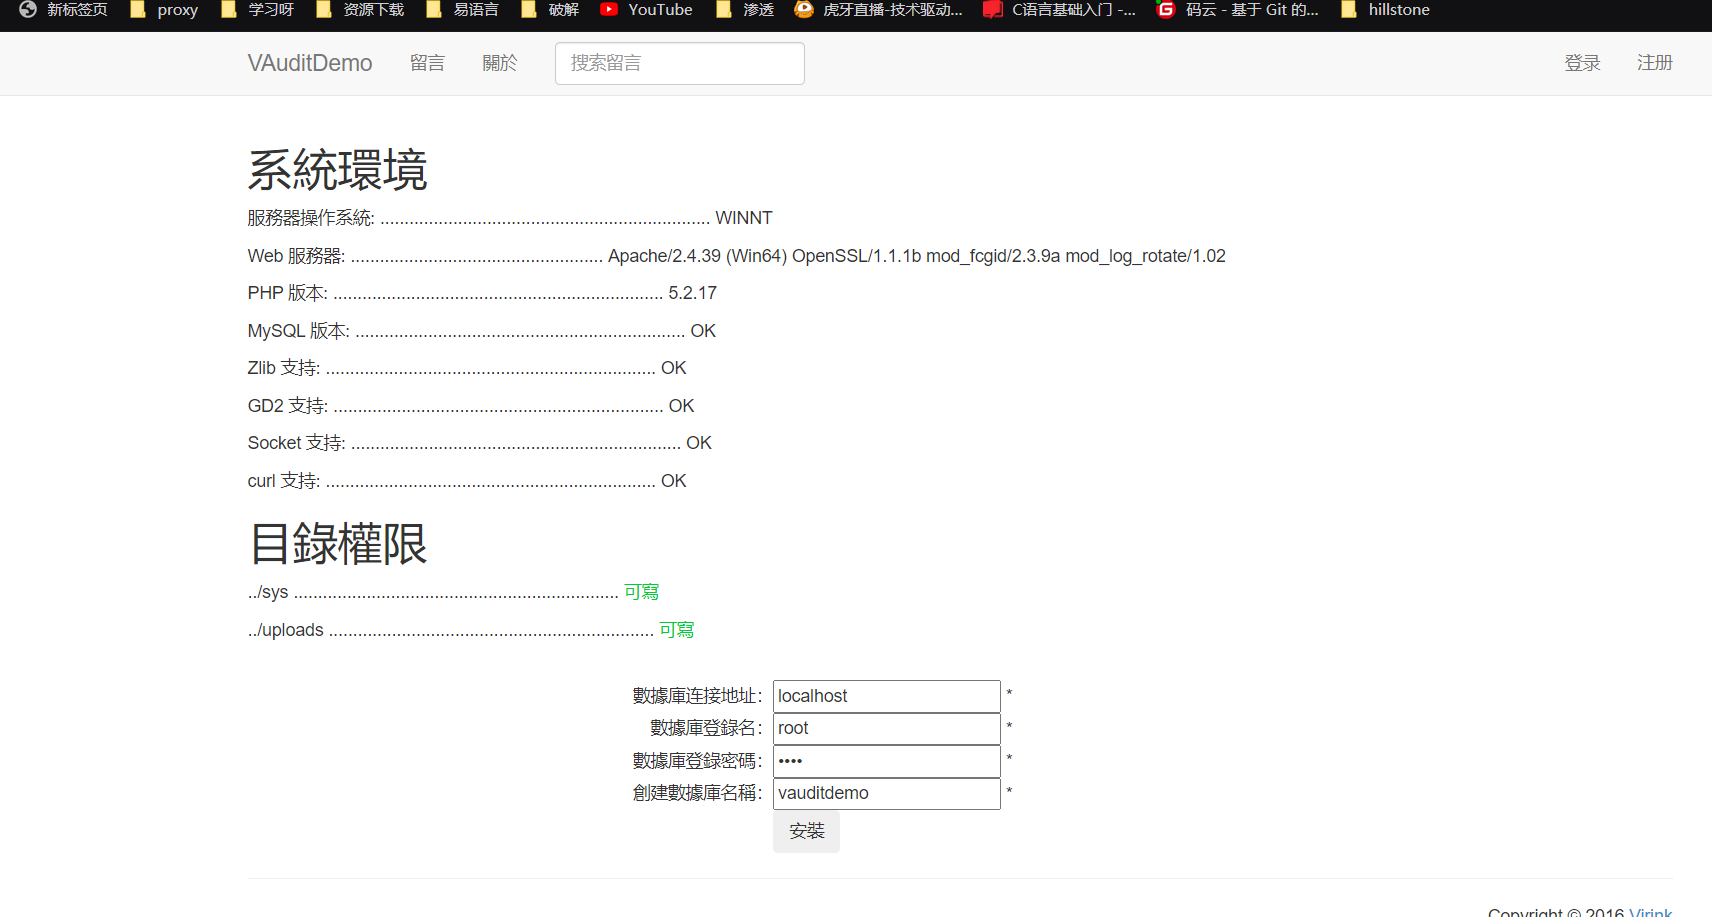 新标签页 proxy 学习呀 资源下载 易语言 破解 YouTube 渗透 虎牙直播-技术驱动... C语言基础入门 -... 码云 - 基于 Git 的... hillstone
VAuditDemo 留言 關於 搜索留言 登录 注册
系統環境
服務器操作系統: .................................................................... WINNT
Web 服務器: .................................................... Apache/2.4.39 (Win64) OpenSSL/1.1.1b mod_fcgid/2.3.9a mod_log_rotate/1.02
PHP 版本: .................................................................... 5.2.17
MySQL 版本: .................................................................... OK
Zlib 支持: .................................................................... OK
GD2 支持: .................................................................... OK
Socket 支持: .................................................................... OK
curl 支持: .................................................................... OK
目錄權限
../sys ................................................................... 可寫
../uploads ................................................................... 可寫
數據庫连接地址： localhost *
數據庫登錄名： root *
數據庫登錄密碼： •••• *
創建數據庫名稱： vauditdemo *
安裝
Copyright © 2016 Virink